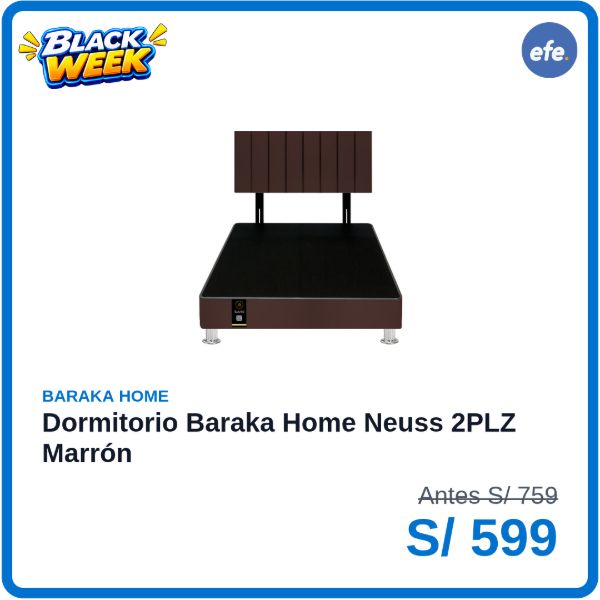 BLACK
WEEK
efe.
BARAKA HOME
Dormitorio Baraka Home Neuss 2PLZ
Marrón
Antes S/ 759
S/ 599